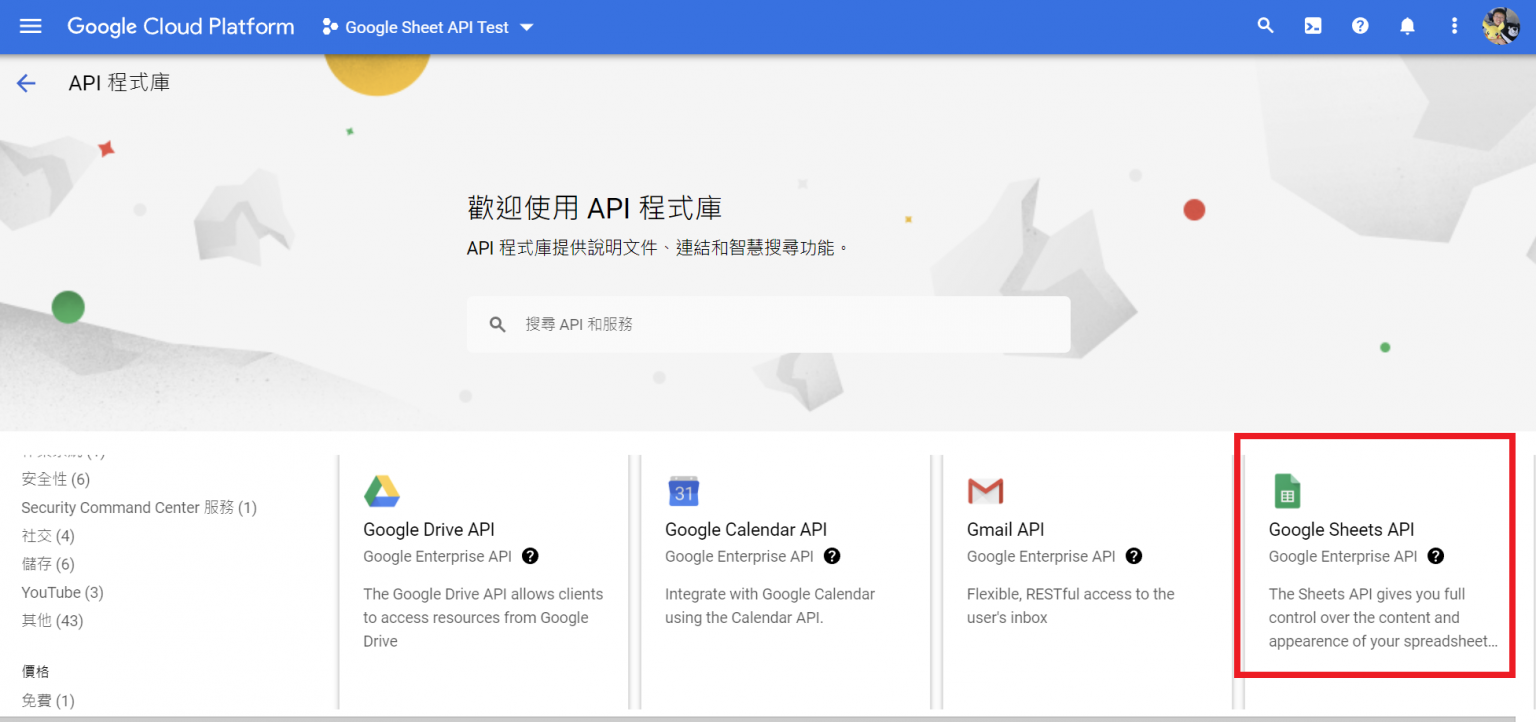 Google Cloud Platform
Google Sheet API Test
API 程式庫
歡迎使用 API 程式庫
API 程式庫提供說明文件、連結和智慧搜尋功能。
搜尋 API 和服務
安全性 (6)
Security Command Center 服務 (1)
社交 (4)
儲存 (6)
YouTube (3)
其他 (43)
價格
免費 (1)
31
Google Drive API
Google Enterprise API
The Google Drive API allows clients
to access resources from Google
Drive
Google Calendar API
Google Enterprise API
Integrate with Google Calendar
using the Calendar API.
Gmail API
Google Enterprise API
Flexible, RESTful access to the
user's inbox
Google Sheets API
Google Enterprise API
The Sheets API gives you full
control over the content and
appearence of your spreadsheet…